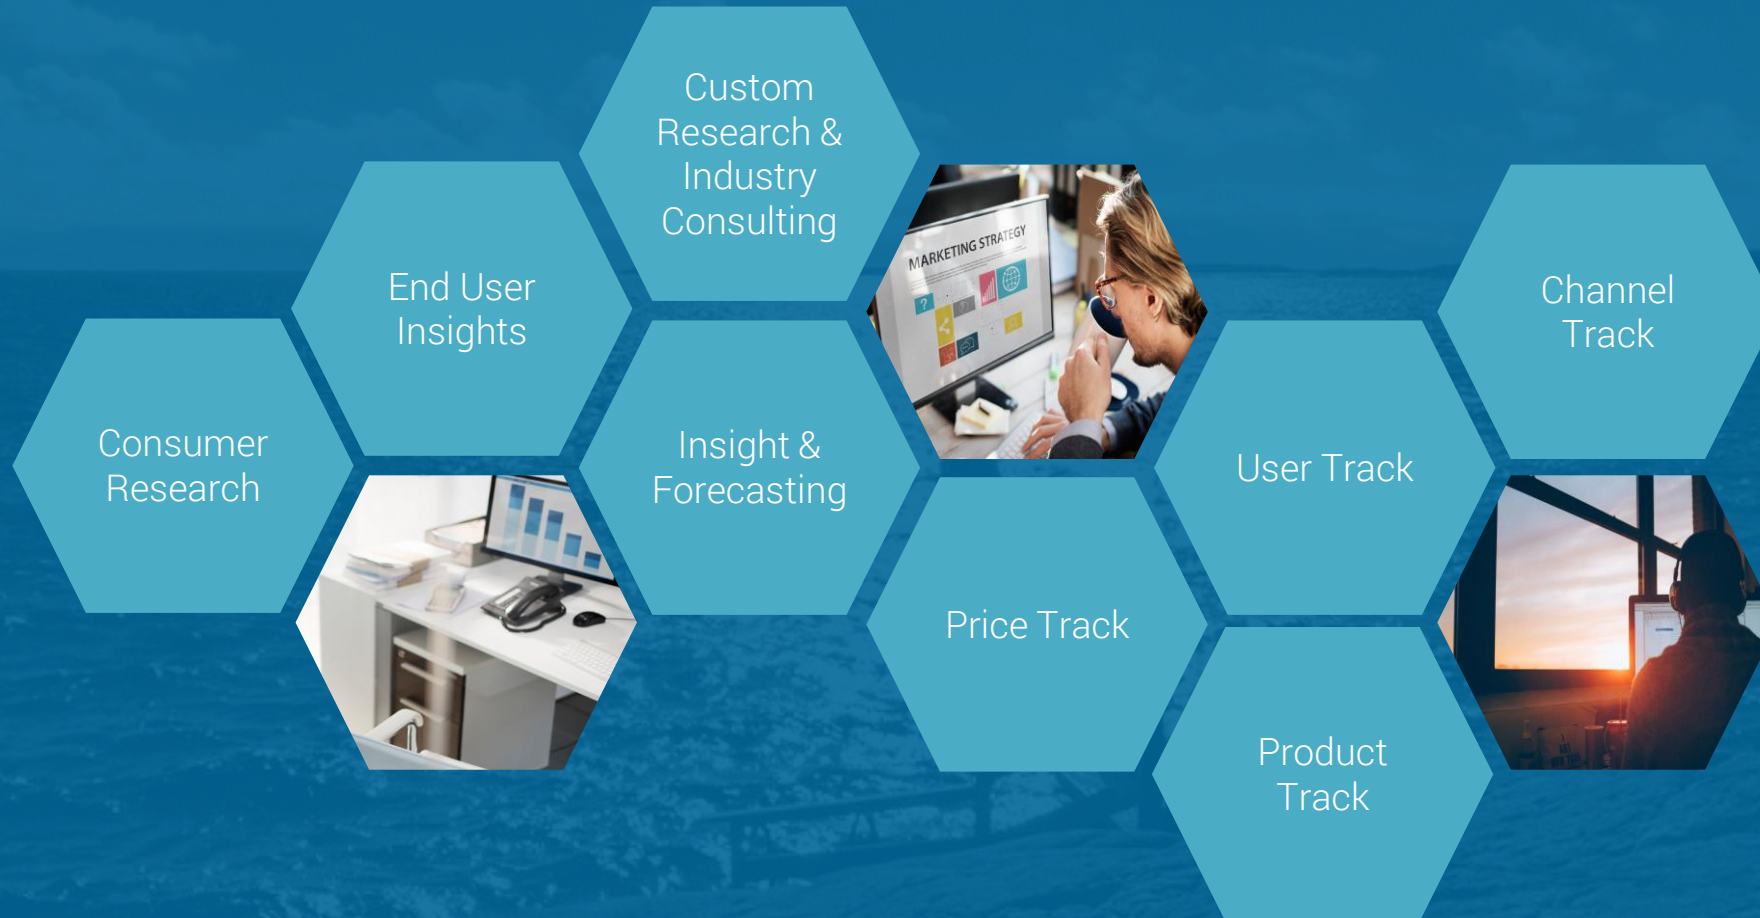 Custom
Research &
Industry
Consulting
End User
Insights
MARKETING STRATEGY
Channel
Track
Consumer
Research
Insight &
Forecasting
User Track
Price Track
Product
Track